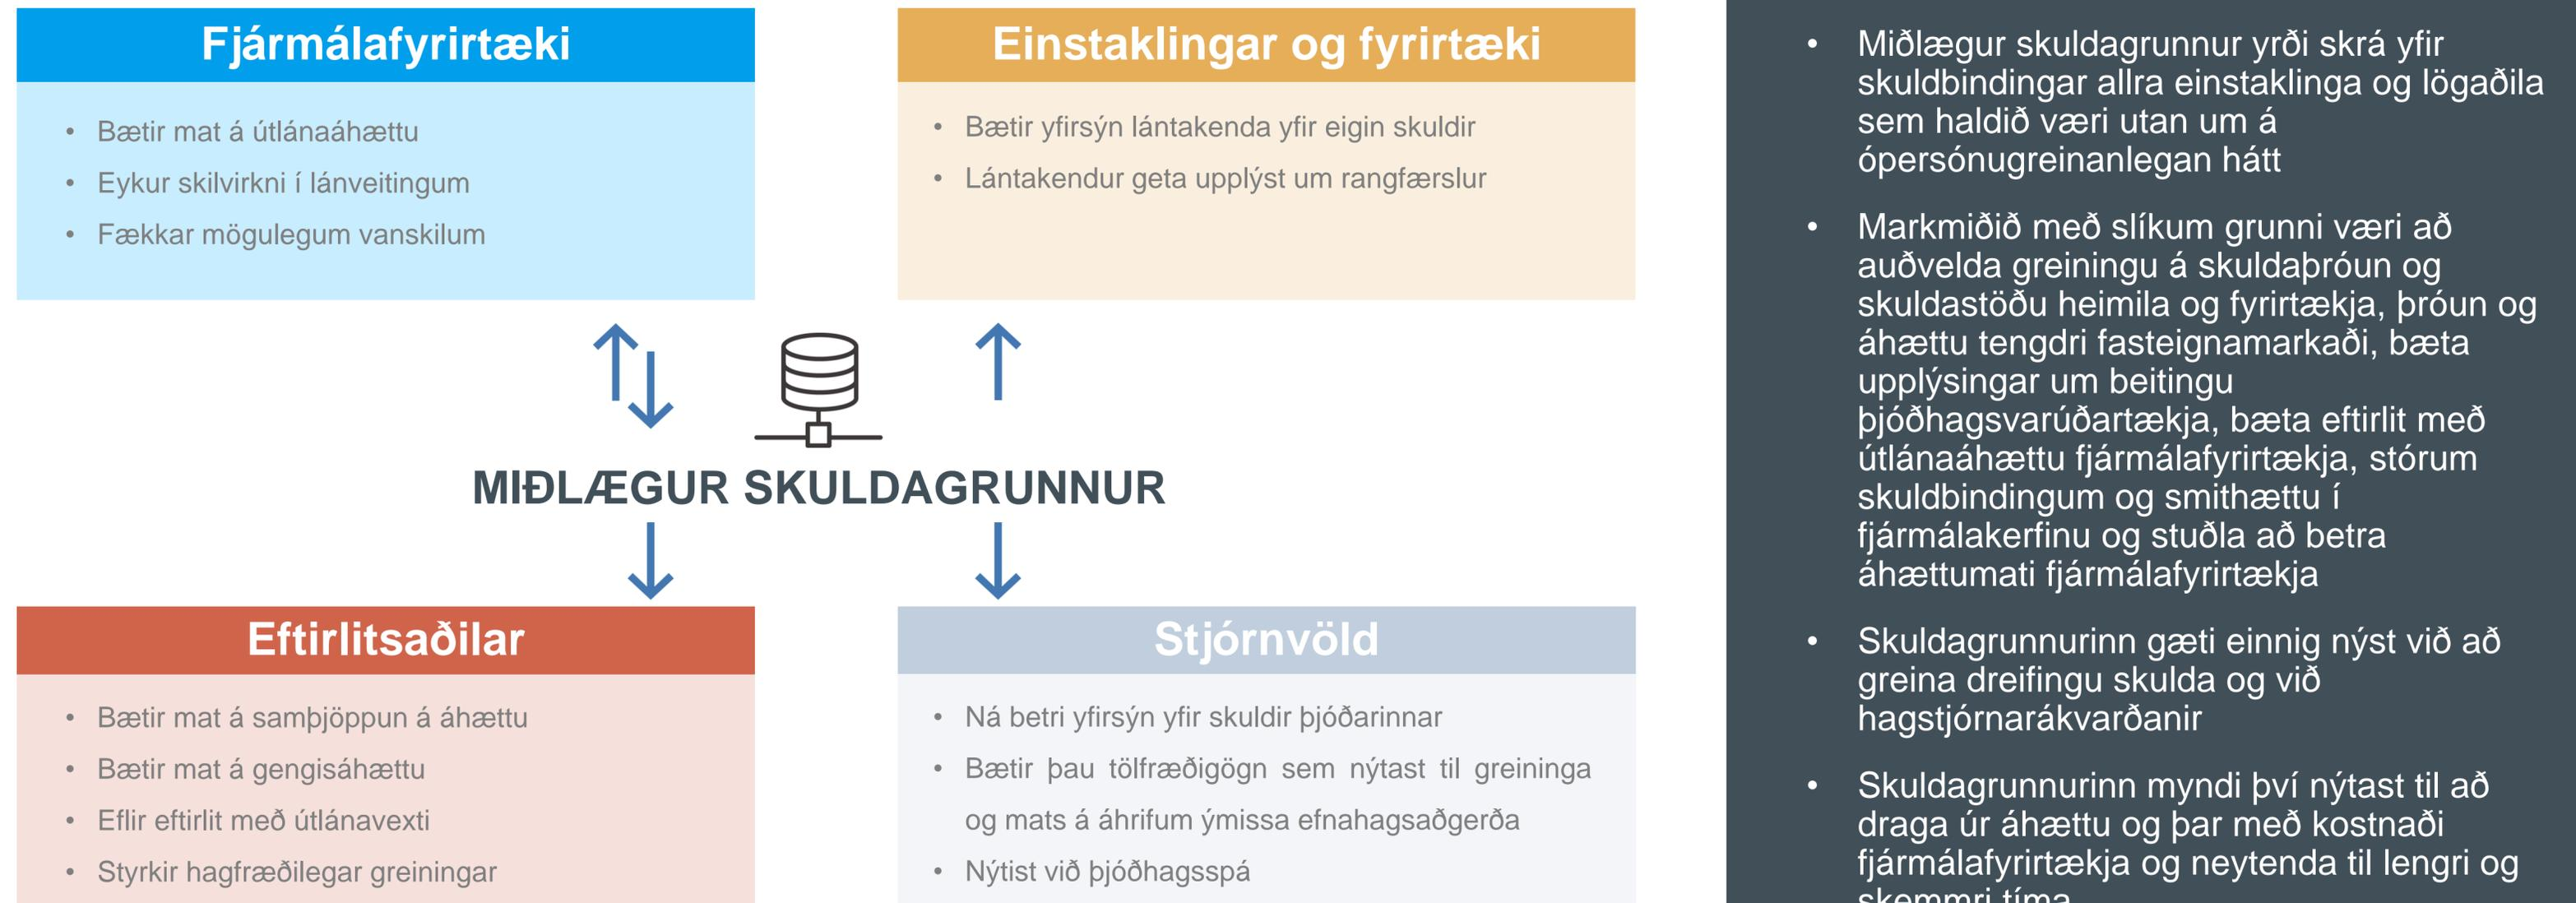 Fjármálafyrirtæki
• Bætir mat á útlánaáhættu
• Eykur skilvirkni í lánveitingum
• Fækkar mögulegum vanskilum
Einstaklingar og fyrirtæki
• Bætir yfirsýn lántakenda yfir eigin skuldir
• Lántakendur geta upplýst um rangfærslur
MIÐLÆGUR SKULDAGRUNNUR
Eftirlitsaðilar
• Bætir mat á samþjöppun á áhættu
• Bætir mat á gengisáhættu
• Eflir eftirlit með útlánavexti
• Styrkir hagfræðilegar greiningar
Stjórnvöld
• Ná betri yfirsýn yfir skuldir þjóðarinnar
• Bætir þau tölfræðigögn sem nýtast til greininga
og mats á áhrifum ýmissa efnahagsaðgerða
• Nýtist við þjóðhagsspá
• Miðlægur skuldagrunnur yrði skrá yfir
skuldbindingar allra einstaklinga og lögaðila
sem haldið væri utan um á
ópersónugreinanlegan hátt
• Markmiðið með slíkum grunni væri að
auðvelda greiningu á skuldaþróun og
skuldastöðu heimila og fyrirtækja, þróun og
áhættu tengdri fasteignamarkaði, bæta
upplýsingar um beitingu
þjóðhagsvarúðartækja, bæta eftirlit með
útlánaáhættu fjármálafyrirtækja, stórum
skuldbindingum og smithættu í
fjármálakerfinu og stuðla að betra
áhættumati fjármálafyrirtækja
• Skuldagrunnurinn gæti einnig nýst við að
greina dreifingu skulda og við
hagstjórnarákvarðanir
• Skuldagrunnurinn myndi því nýtast til að
draga úr áhættu og þar með kostnaði
fjármálafyrirtækja og neytenda til lengri og
skemmri tíma